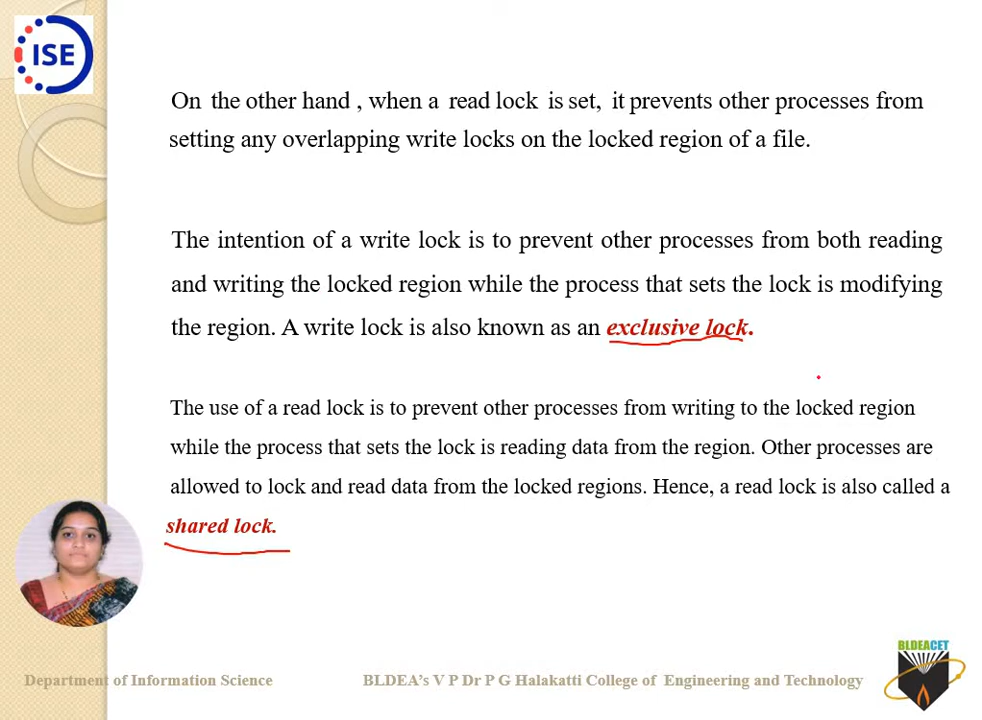 ISE
On the other hand , when a read lock is set, it prevents other processes from
setting any overlapping write locks on the locked region of a file.
The intention of a write lock is to prevent other processes from both reading
and writing the locked region while the process that sets the lock is modifying
the region. A write lock is also known as an exclusive lock.
The use of a read lock is to prevent other processes from writing to the locked region
while the process that sets the lock is reading data from the region. Other processes are
allowed to lock and read data from the locked regions. Hence, a read lock is also called a
shared lock.
BLDEACET
Department of Information Science BLDEA’s V P Dr P G Halakatti College of Engineering and Technology